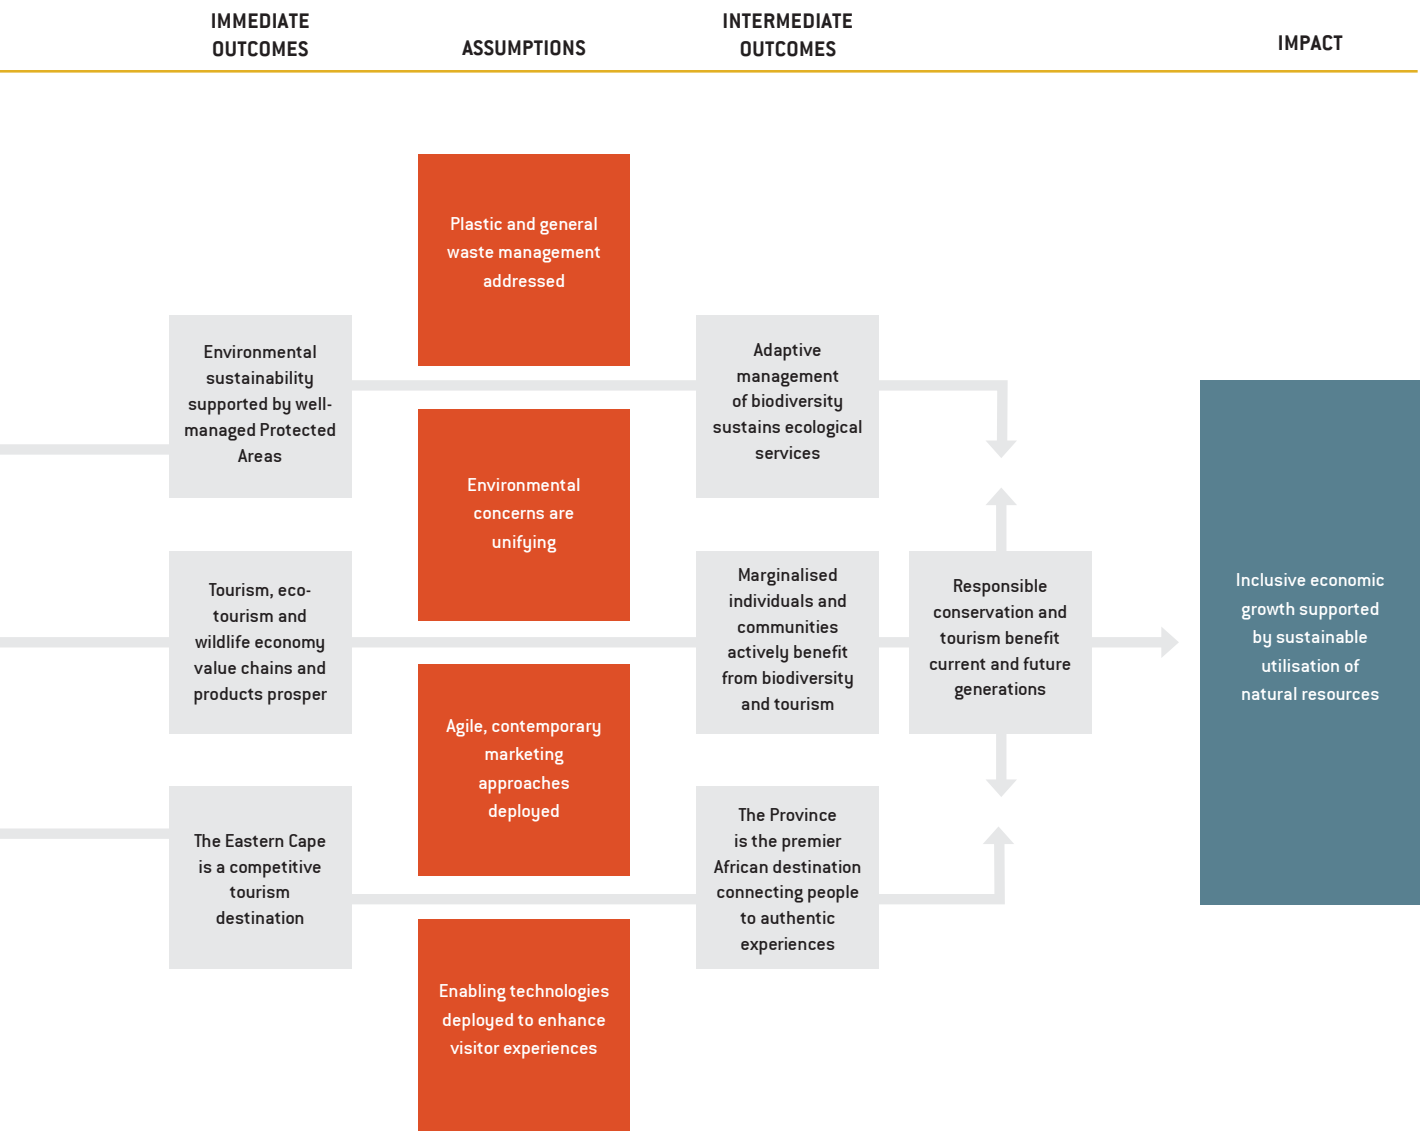 IMMEDIATE
OUTCOMES
ASSUMPTIONS
INTERMEDIATE
OUTCOMES
IMPACT
Environmental
sustainability
supported by well-
managed Protected
Areas
Tourism, eco-
tourism and
wildlife economy
value chains and
products prosper
The Eastern Cape
is a competitive
tourism
destination
Plastic and general
waste management
addressed
Environmental
concerns are
unifying
Agile, contemporary
marketing
approaches
deployed
Enabling technologies
deployed to enhance
visitor experiences
Adaptive
management
of biodiversity
sustains ecological
services
Marginalised
individuals and
communities
actively benefit
from biodiversity
and tourism
The Province
is the premier
African destination
connecting people
to authentic
experiences
Responsible
conservation and
tourism benefit
current and future
generations
Inclusive economic
growth supported
by sustainable
utilisation of
natural resources